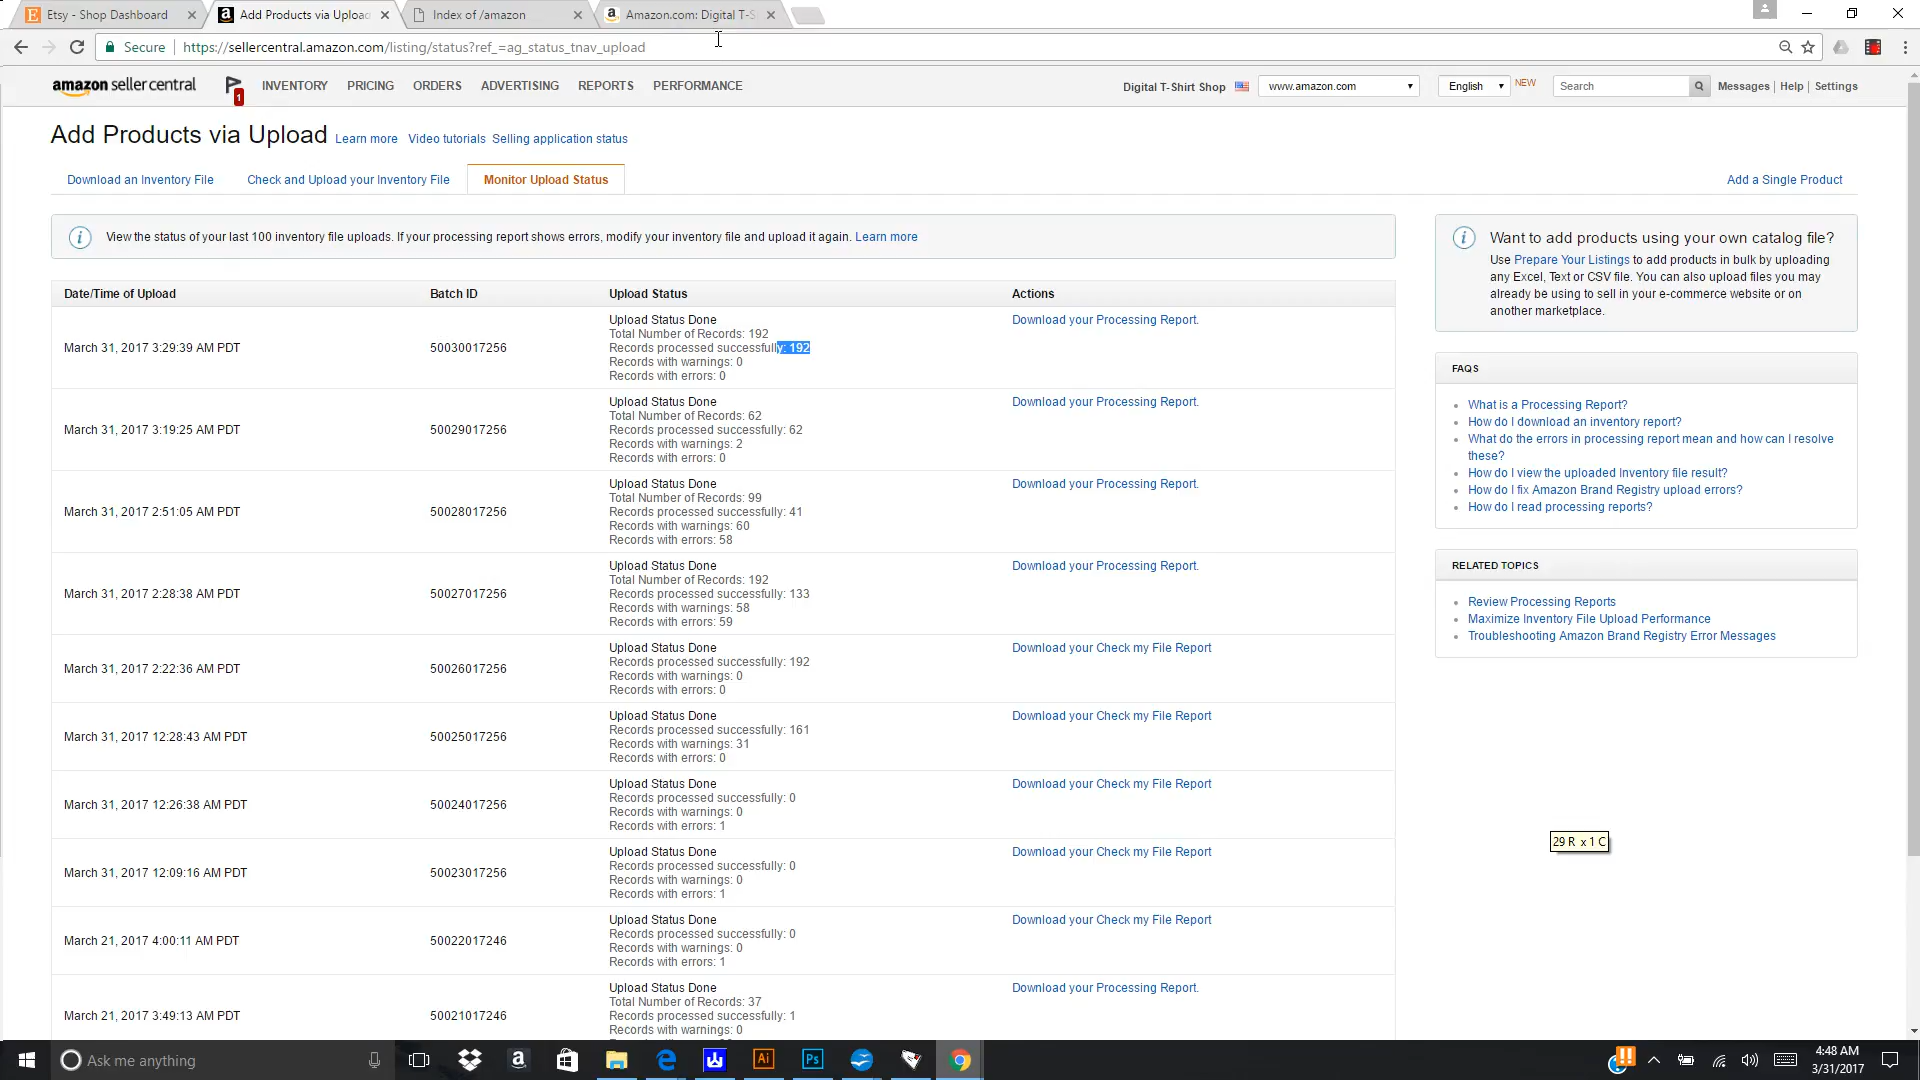 Etsy - Shop Dashboard
Add Products via Upload
Index of /amazon
Amazon.com: Digital T-S
Secure
https://sellercentral.amazon.com/listing/status?ref_=ag_status_tnav_upload
amazon seller central
1
INVENTORY
PRICING
ORDERS
ADVERTISING
REPORTS
PERFORMANCE
Digital T-Shirt Shop
www.amazon.com
English
NEW
Search
Messages | Help | Settings
Add Products via Upload
Learn more
Video tutorials
Selling application status
Download an Inventory File
Check and Upload your Inventory File
Monitor Upload Status
Add a Single Product
View the status of your last 100 inventory file uploads. If your processing report shows errors, modify your inventory file and upload it again. Learn more
Date/Time of Upload
Batch ID
Upload Status
Actions
March 31, 2017 3:29:39 AM PDT
50030017256
Upload Status Done
Total Number of Records: 192
Records processed successfully: 192
Records with warnings: 0
Records with errors: 0
Download your Processing Report.
March 31, 2017 3:19:25 AM PDT
50029017256
Upload Status Done
Total Number of Records: 62
Records processed successfully: 62
Records with warnings: 2
Records with errors: 0
Download your Processing Report.
March 31, 2017 2:51:05 AM PDT
50028017256
Upload Status Done
Total Number of Records: 99
Records processed successfully: 41
Records with warnings: 60
Records with errors: 58
Download your Processing Report.
March 31, 2017 2:28:38 AM PDT
50027017256
Upload Status Done
Total Number of Records: 192
Records processed successfully: 133
Records with warnings: 58
Records with errors: 59
Download your Processing Report.
March 31, 2017 2:22:36 AM PDT
50026017256
Upload Status Done
Records processed successfully: 192
Records with warnings: 0
Records with errors: 0
Download your Check my File Report
March 31, 2017 12:28:43 AM PDT
50025017256
Upload Status Done
Records processed successfully: 161
Records with warnings: 31
Records with errors: 0
Download your Check my File Report
March 31, 2017 12:26:38 AM PDT
50024017256
Upload Status Done
Records processed successfully: 0
Records with warnings: 0
Records with errors: 1
Download your Check my File Report
March 31, 2017 12:09:16 AM PDT
50023017256
Upload Status Done
Records processed successfully: 0
Records with warnings: 0
Records with errors: 1
Download your Check my File Report
March 21, 2017 4:00:11 AM PDT
50022017246
Upload Status Done
Records processed successfully: 0
Records with warnings: 0
Records with errors: 1
Download your Check my File Report
March 21, 2017 3:49:13 AM PDT
50021017246
Upload Status Done
Total Number of Records: 37
Records processed successfully: 1
Records with warnings: 0
Download your Processing Report.
Want to add products using your own catalog file?
Use Prepare Your Listings to add products in bulk by uploading
any Excel, Text or CSV file. You can also upload files you may
already be using to sell in your e-commerce website or on
another marketplace.
FAQS
What is a Processing Report?
How do I download an inventory report?
What do the errors in processing report mean and how can I resolve
these?
How do I view the uploaded Inventory file result?
How do I fix Amazon Brand Registry upload errors?
How do I read processing reports?
RELATED TOPICS
Review Processing Reports
Maximize Inventory File Upload Performance
Troubleshooting Amazon Brand Registry Error Messages
29 R x 1 C
Ask me anything
Ai
Ps
4:48 AM
3/31/2017